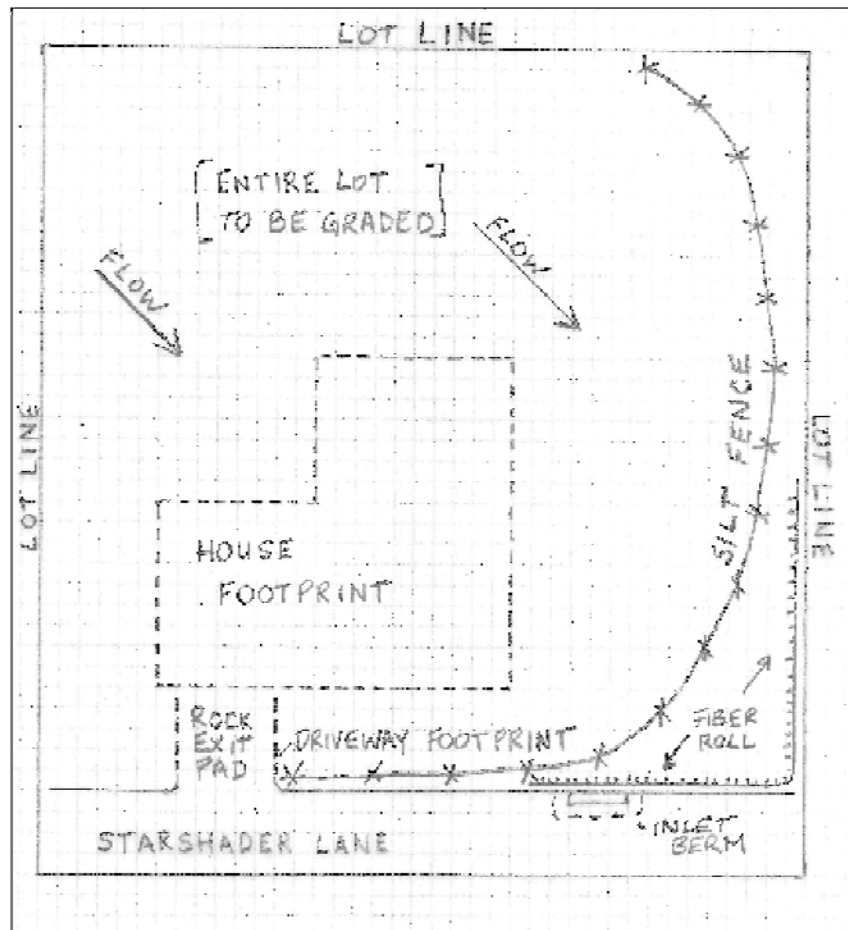 LOT LINE
[ENTIRE LOT
TO BE GRADED]
FLOW
FLOW
LOT LINE
SILT FENCE
LOT LINE
HOUSE
FOOTPRINT
ROCK
EXIT
PAD
DRIVEWAY FOOTPRINT
FIBER
ROLL
STARSHADER LANE
INLET
BERM